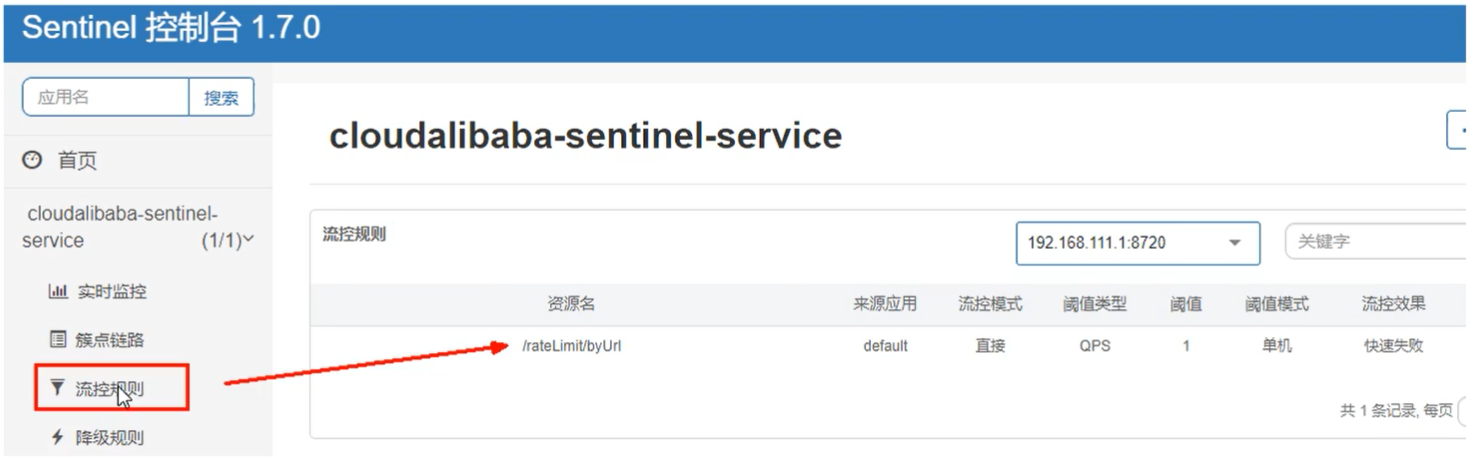 Sentinel 控制台 1.7.0
应用名 搜索
首页
cloudalibaba-sentinel-
service (1/1)
实时监控
簇点链路
流控规则
降级规则
cloudalibaba-sentinel-service
流控规则 192.168.111.1:8720 关键字
资源名 来源应用 流控模式 阈值类型 阈值 阈值模式 流控效果
/rateLimit/byUrl default 直接 QPS 1 单机 快速失败
共 1 条记录, 每页